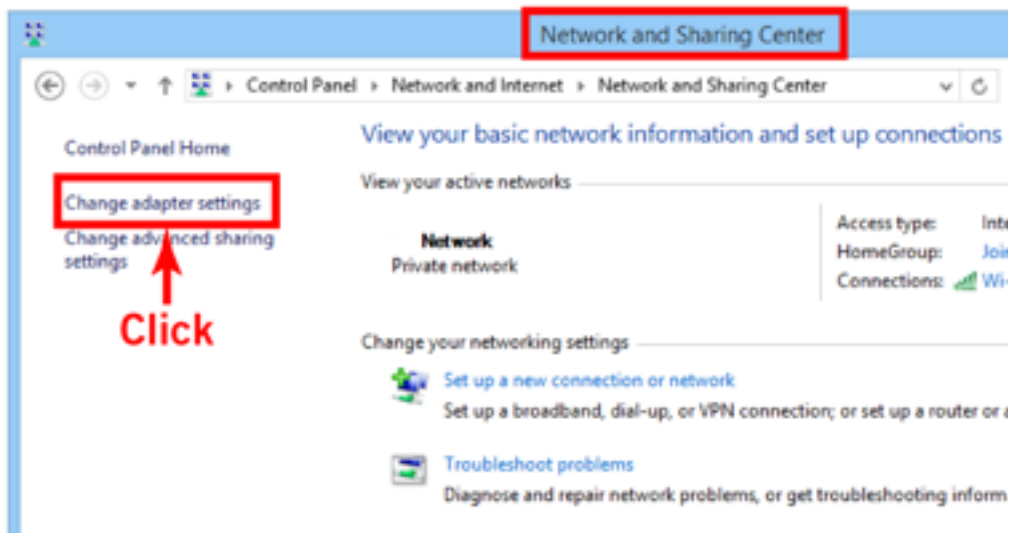 Network and Sharing Center
Control Panel Network and Internet Network and Sharing Center
Control Panel Home
Change adapter settings
Change advanced sharing
settings
Click
View your basic network information and set up connections
View your active networks
Network
Private network
Access type: Inte
HomeGroup: Joi
Connections: Wi-
Change your networking settings
Set up a new connection or network
Set up a broadband, dial-up, or VPN connection; or set up a router or a
Troubleshoot problems
Diagnose and repair network problems, or get troubleshooting inform